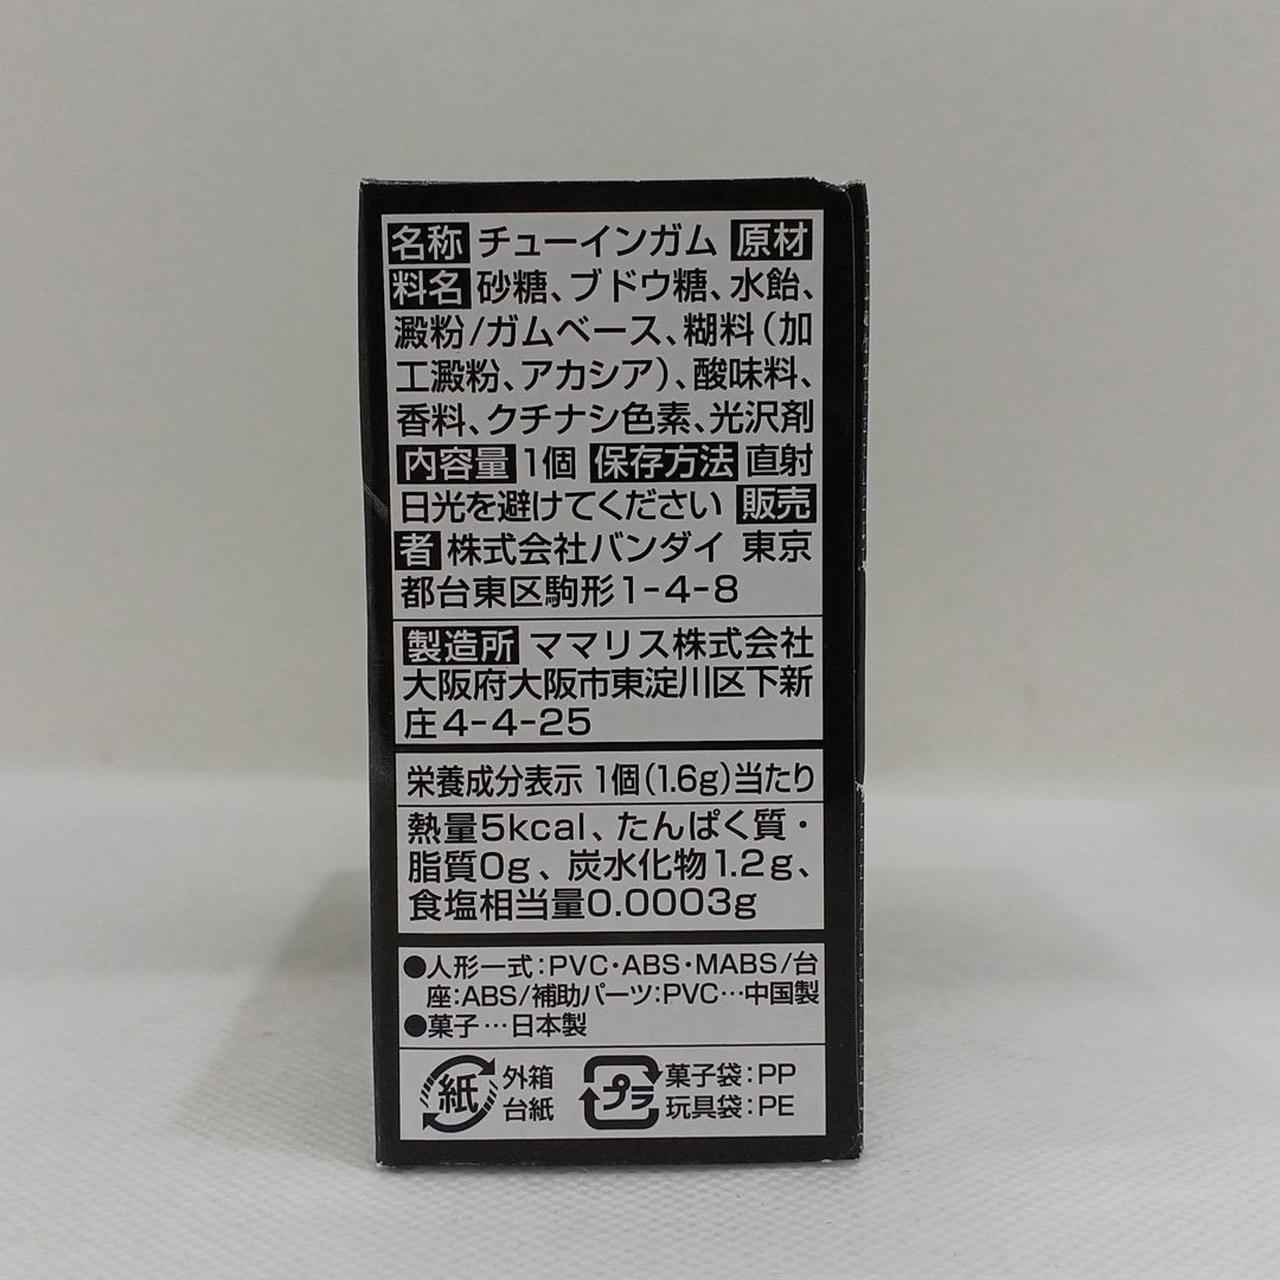 名称 チューインガム 原材
料名 砂糖、ブドウ糖、水飴、
澱粉/ガムベース、糊料(加
工澱粉、アカシア)、酸味料、
香料、クチナシ色素、光沢剤
内容量 1個 保存方法 直射
日光を避けてください 販売
者 株式会社バンダイ 東京
都台東区駒形1-4-8
製造所 ママリス株式会社
大阪府大阪市東淀川区下新
庄4-4-25
栄養成分表示 1個(1.6g)当たり
熱量5kcal、たんぱく質・
脂質0g、炭水化物1.2g、
食塩相当量0.0003g
●人形一式:PVC・ABS・MABS/台
座:ABS/補助パーツ:PVC…中国製
●菓子…日本製
紙 外箱
台紙
プラ 菓子袋:PP
玩具袋:PE